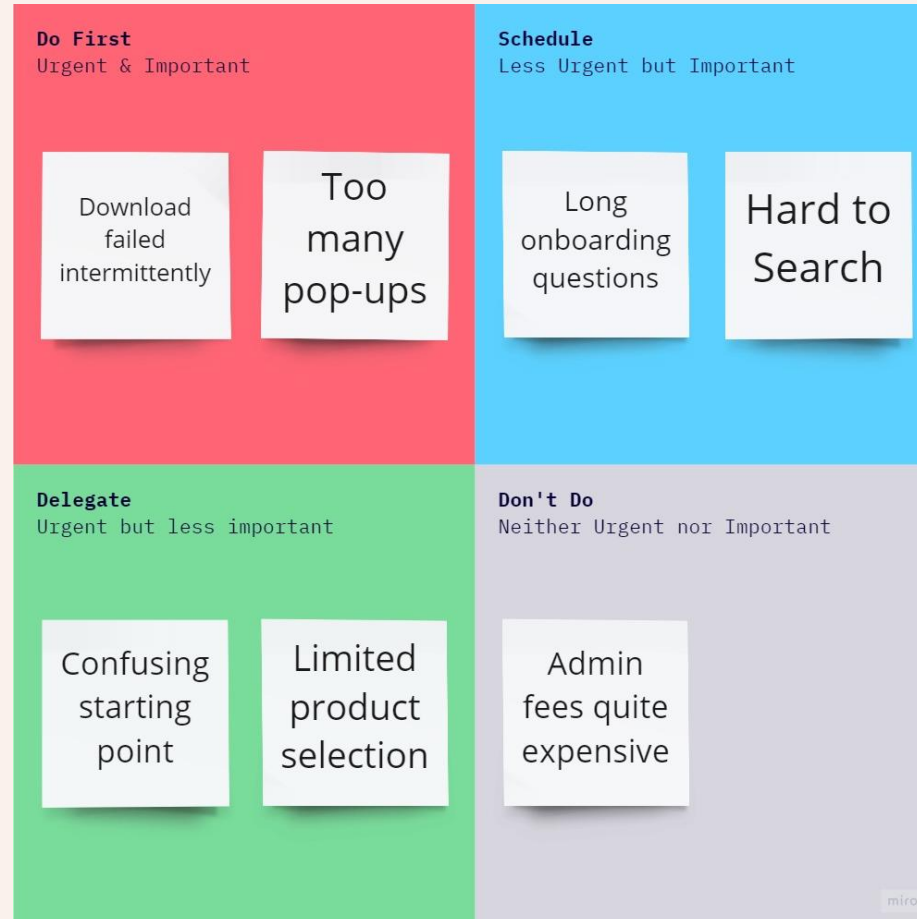 Do First
Urgent & Important
Download
failed
intermittently
Too
many
pop-ups
Schedule
Less Urgent but Important
Long
onboarding
questions
Hard to
Search
Delegate
Urgent but less important
Confusing
starting
point
Limited
product
selection
Don't Do
Neither Urgent nor Important
Admin
fees quite
expensive
miro